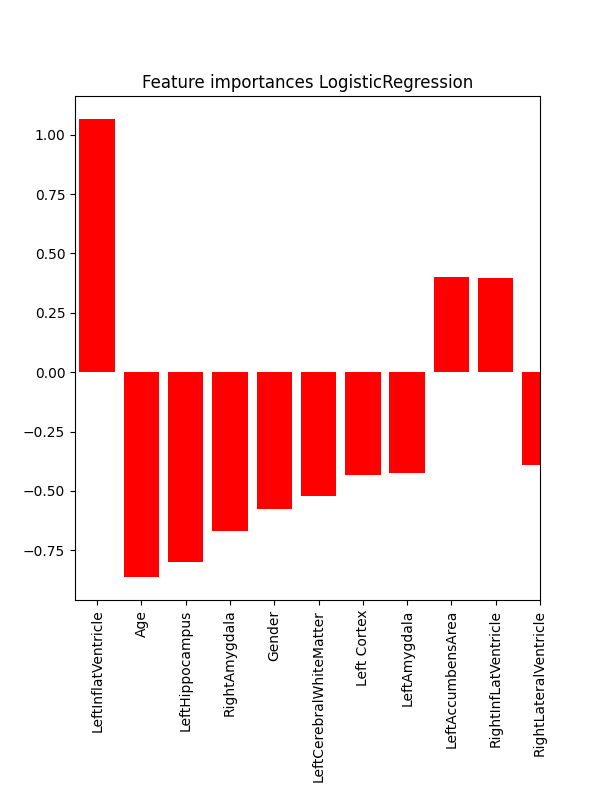 Feature importances LogisticRegression
1.00
0.75
0.50
0.25
0.00
−0.25
−0.50
−0.75
LeftInflatVentricle
Age
LeftHippocampus
RightAmygdala
Gender
LeftCerebralWhiteMatter
Left Cortex
LeftAmygdala
LeftAccumbensArea
RightInfLatVentricle
RightLateralVentricle